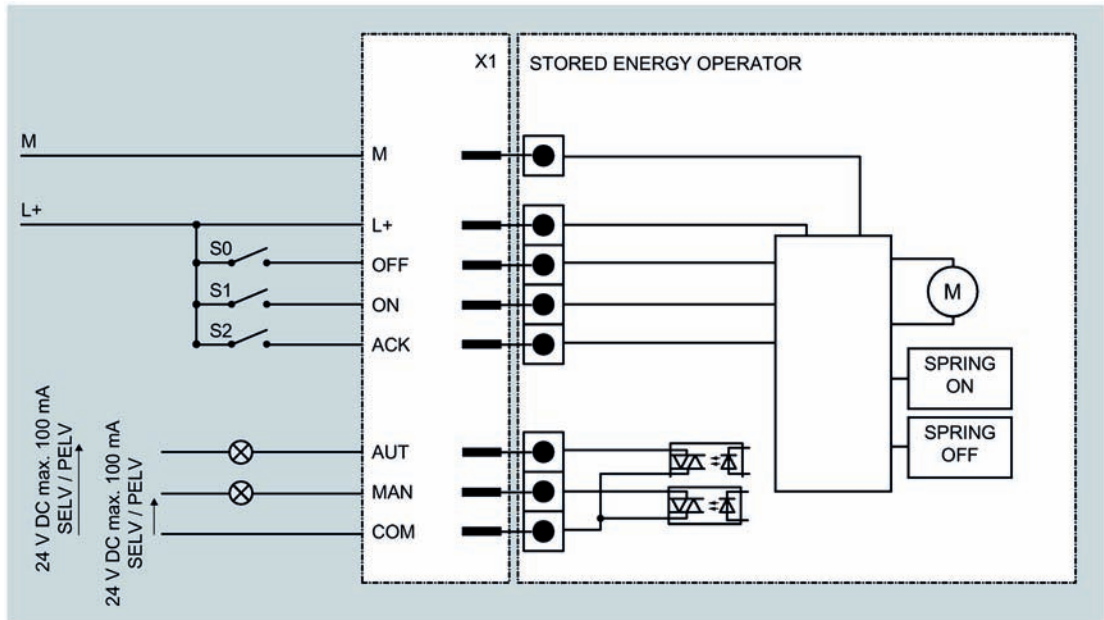 X1
STORED ENERGY OPERATOR
M
M
L+
L+
S0
OFF
S1
ON
S2
ACK
M
SPRING
ON
SPRING
OFF
24 V DC max. 100 mA
SELV / PELV
24 V DC max. 100 mA
SELV / PELV
AUT
MAN
COM